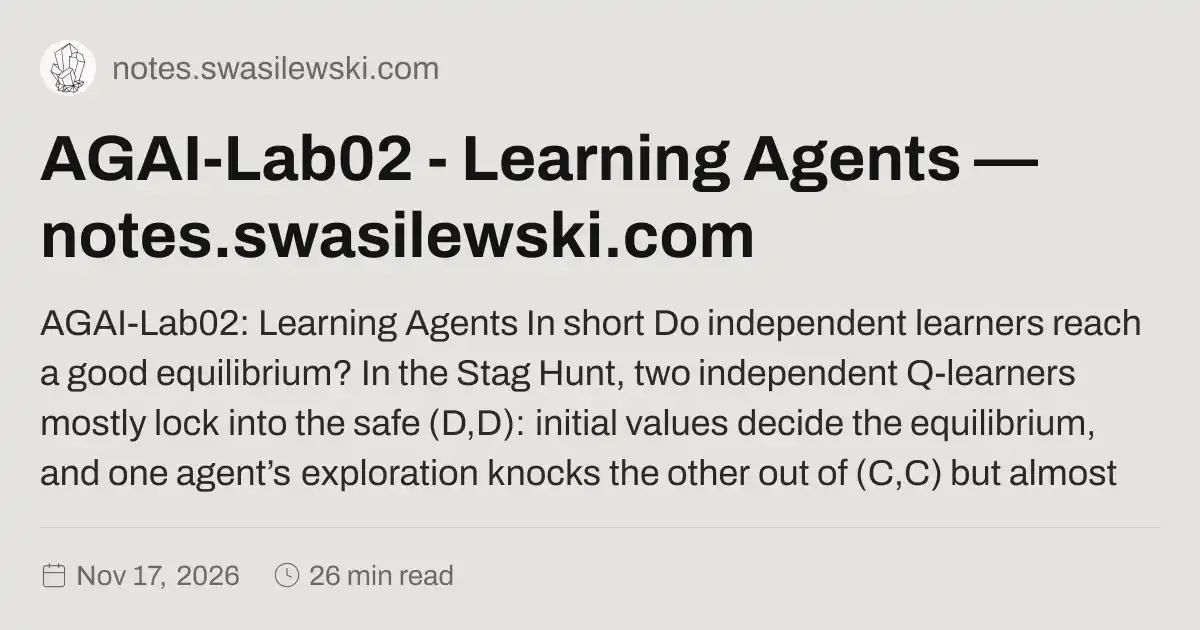 notes.swasilewski.com
AGAI-Lab02 - Learning Agents —
notes.swasilewski.com
AGAI-Lab02: Learning Agents In short Do independent learners reach
a good equilibrium? In the Stag Hunt, two independent Q-learners
mostly lock into the safe (D,D): initial values decide the equilibrium,
and one agent’s exploration knocks the other out of (C,C) but almost
Nov 17, 2026 26 min read